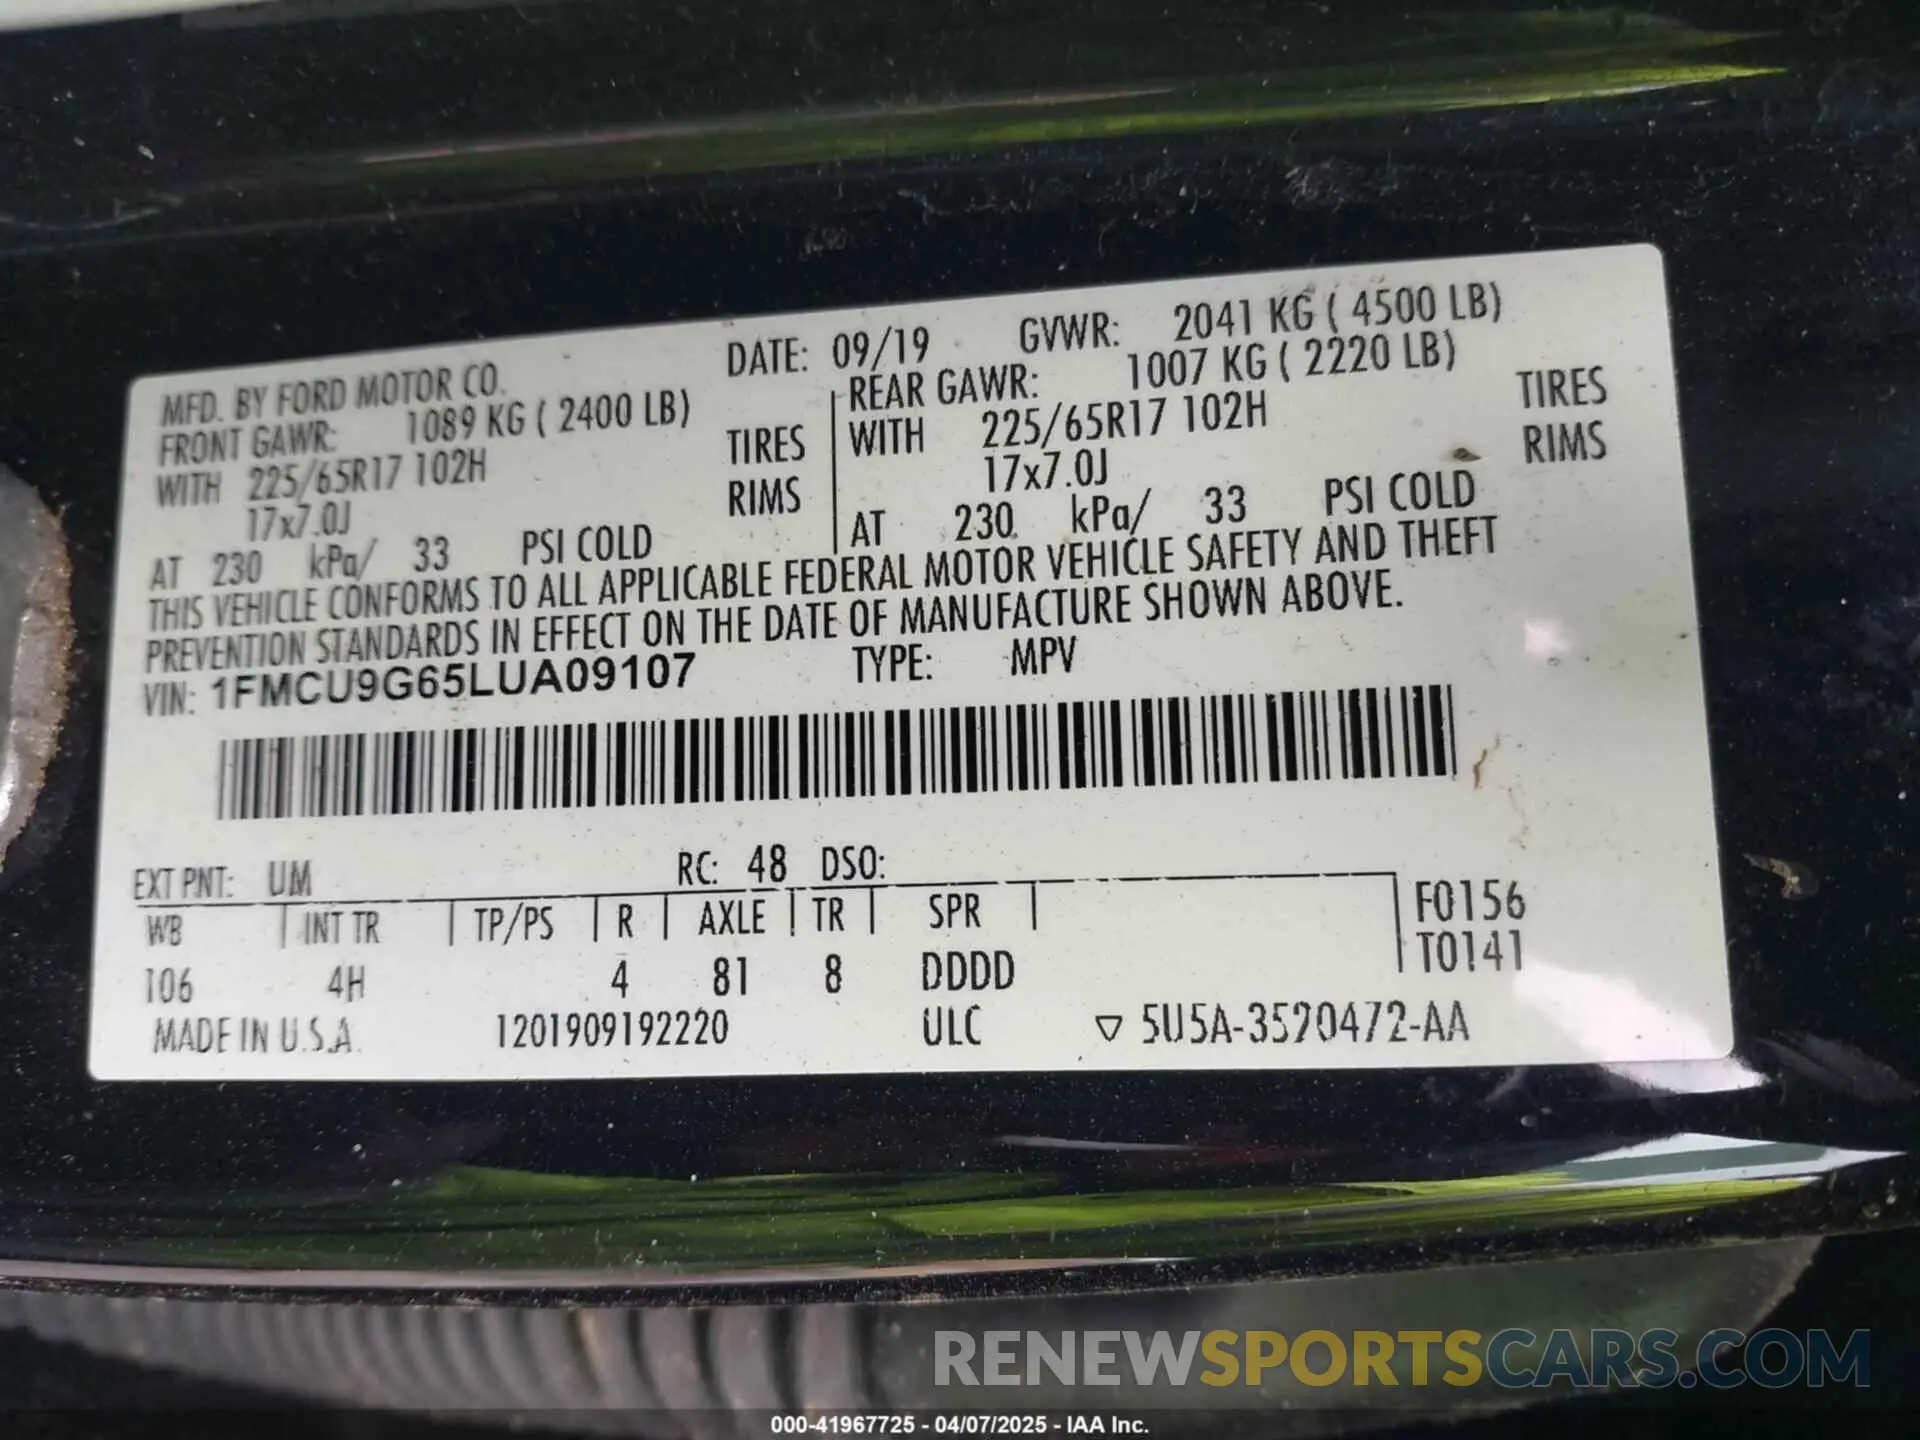 MFD. BY FORD MOTOR CO. DATE: 09/19 GVWR: 2041 KG ( 4500 LB)
FRONT GAWR: 1089 KG ( 2400 LB) REAR GAWR: 1007 KG ( 2220 LB)
WITH 225/65R17 102H TIRES WITH 225/65R17 102H TIRES
17x7.0J RIMS 17x7.0J RIMS
AT 230 kPa/ 33 PSI COLD AT 230 kPa/ 33 PSI COLD
THIS VEHICLE CONFORMS TO ALL APPLICABLE FEDERAL MOTOR VEHICLE SAFETY AND THEFT
PREVENTION STANDARDS IN EFFECT ON THE DATE OF MANUFACTURE SHOWN ABOVE.
VIN: 1FMCU9G65LUA09107 TYPE: MPV
EXT PNT: UM RC: 48 DSO:
WB INT TR TP/PS R AXLE TR SPR F0156
T0141
106 4H 4 81 8 DDDD
MADE IN U.S.A. 1201909192220 ULC ▽ 5U5A-3520472-AA
RENEWSPORTSCARS.COM
000-41967725 - 04/07/2025 - IAA Inc.